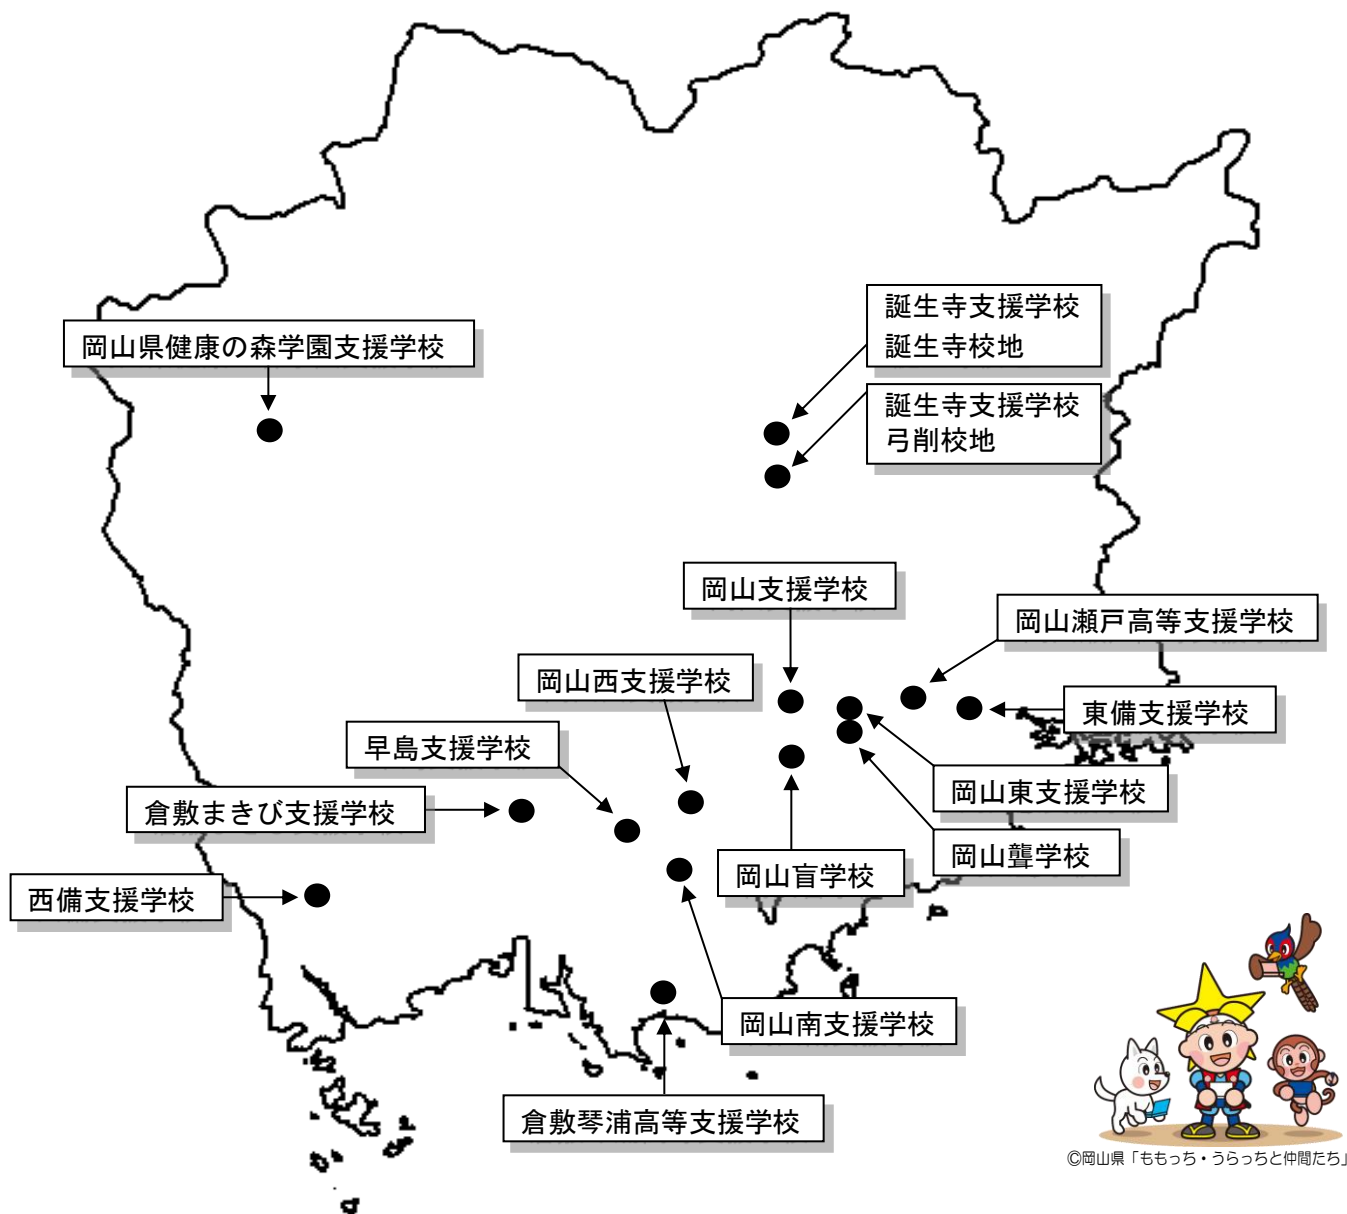 誕生寺支援学校
誕生寺校地
岡山県健康の森学園支援学校
誕生寺支援学校
弓削校地
岡山支援学校
岡山瀬戸高等支援学校
岡山西支援学校
東備支援学校
早島支援学校
岡山東支援学校
倉敷まきび支援学校
岡山聾学校
岡山盲学校
西備支援学校
岡山南支援学校
倉敷琴浦高等支援学校
©岡山県「ももっち・うらっちと仲間たち」